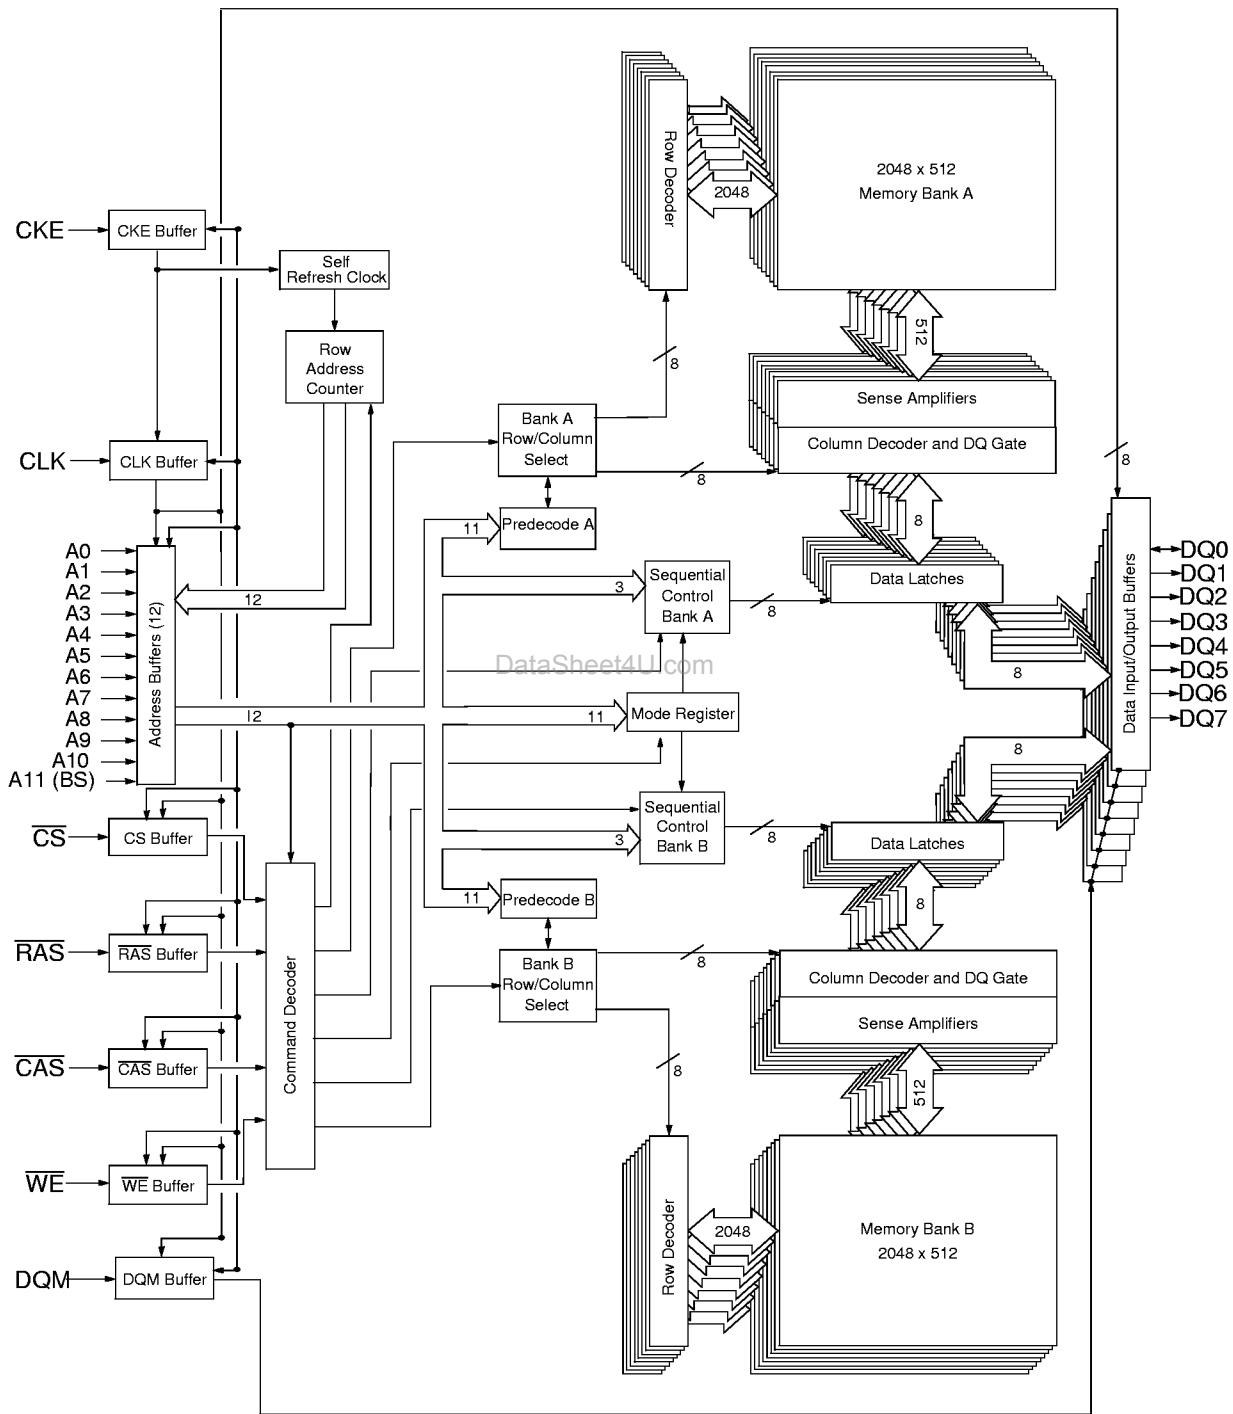 2048 x 512
Memory Bank A
Row Decoder
2048
CKE
CKE Buffer
Self
Refresh Clock
512
Row
Address
Counter
8
Sense Amplifiers
Column Decoder and DQ Gate
Bank A
Row/Column
Select
8
8
CLK
CLK Buffer
8
11
Predecode A
A0
A1
A2
A3
A4
A5
A6
A7
A8
A9
A10
A11 (BS)
Address Buffers (12)
12
3
Sequential
Control
Bank A
8
Data Latches
8
Data Input/Output Buffers
DQ0
DQ1
DQ2
DQ3
DQ4
DQ5
DQ6
DQ7
DataSheet4U.com
I2
11
Mode Register
8
Sequential
Control
Bank B
3
8
Data Latches
CS
CS Buffer
11
Predecode B
8
RAS
RAS Buffer
Command Decoder
Bank B
Row/Column
Select
8
Column Decoder and DQ Gate
Sense Amplifiers
CAS
CAS Buffer
8
512
WE
WE Buffer
Row Decoder
2048
Memory Bank B
2048 x 512
DQM
DQM Buffer